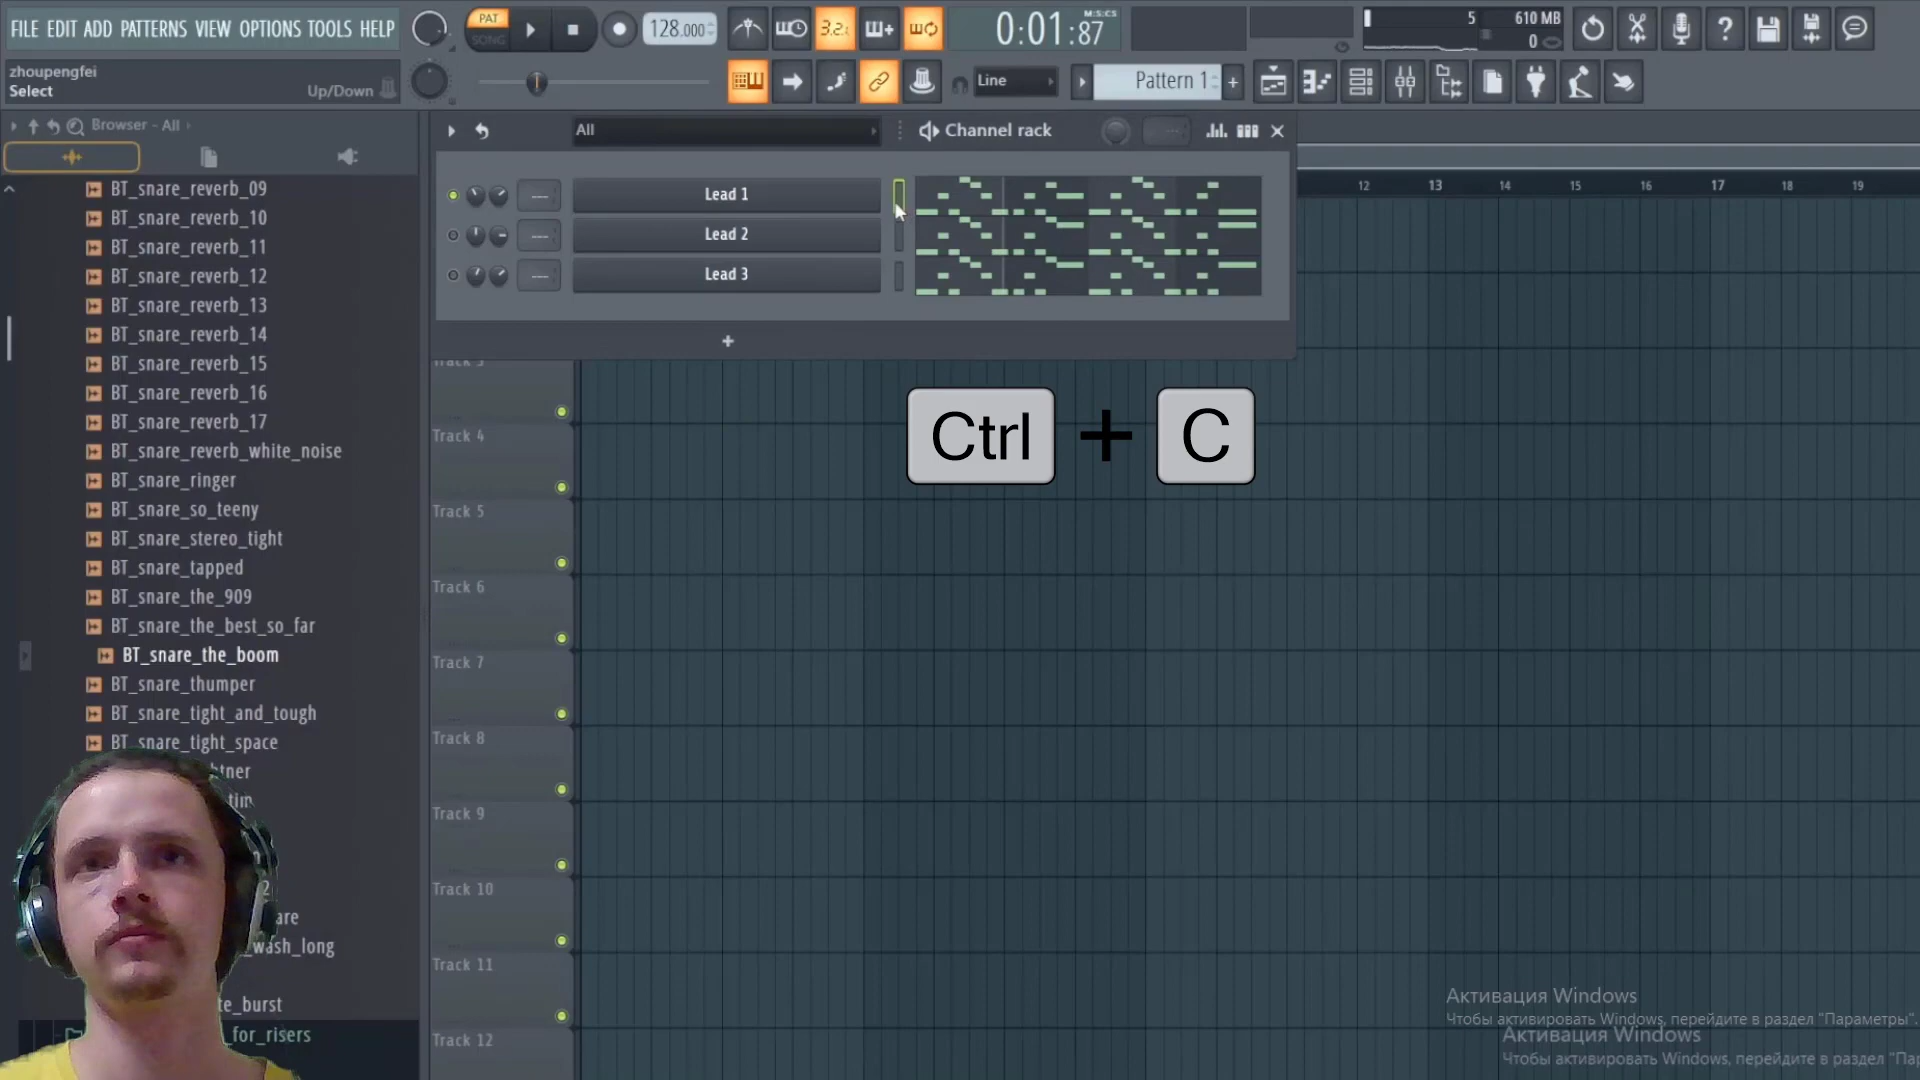 FILE EDIT ADD PATTERNS VIEW OPTIONS TOOLS HELP
PAT
SONG
128.000
3.2
0:01:87
M:S:CS
5
610 MB
0
zhoupengfei
Select
Up/Down
Line
Pattern 1
Browser - All
All
Channel rack
Lead 1
Lead 2
Lead 3
12 13 14 15 16 17 18 19
BT_snare_reverb_09
BT_snare_reverb_10
BT_snare_reverb_11
BT_snare_reverb_12
BT_snare_reverb_13
BT_snare_reverb_14
BT_snare_reverb_15
BT_snare_reverb_16
BT_snare_reverb_17
BT_snare_reverb_white_noise
BT_snare_ringer
BT_snare_so_teeny
BT_snare_stereo_tight
BT_snare_tapped
BT_snare_the_909
BT_snare_the_best_so_far
BT_snare_the_boom
BT_snare_thumper
BT_snare_tight_and_tough
BT_snare_tight_space
Track 4
Track 5
Track 6
Track 7
Track 8
Track 9
Track 10
Track 11
Track 12
Ctrl + C
wash_long
_for_risers
Активация Windows
Чтобы активировать Windows, перейдите в раздел "Параметры".
Активация Windows
Чтобы активировать Windows, перейдите в раздел "Пар